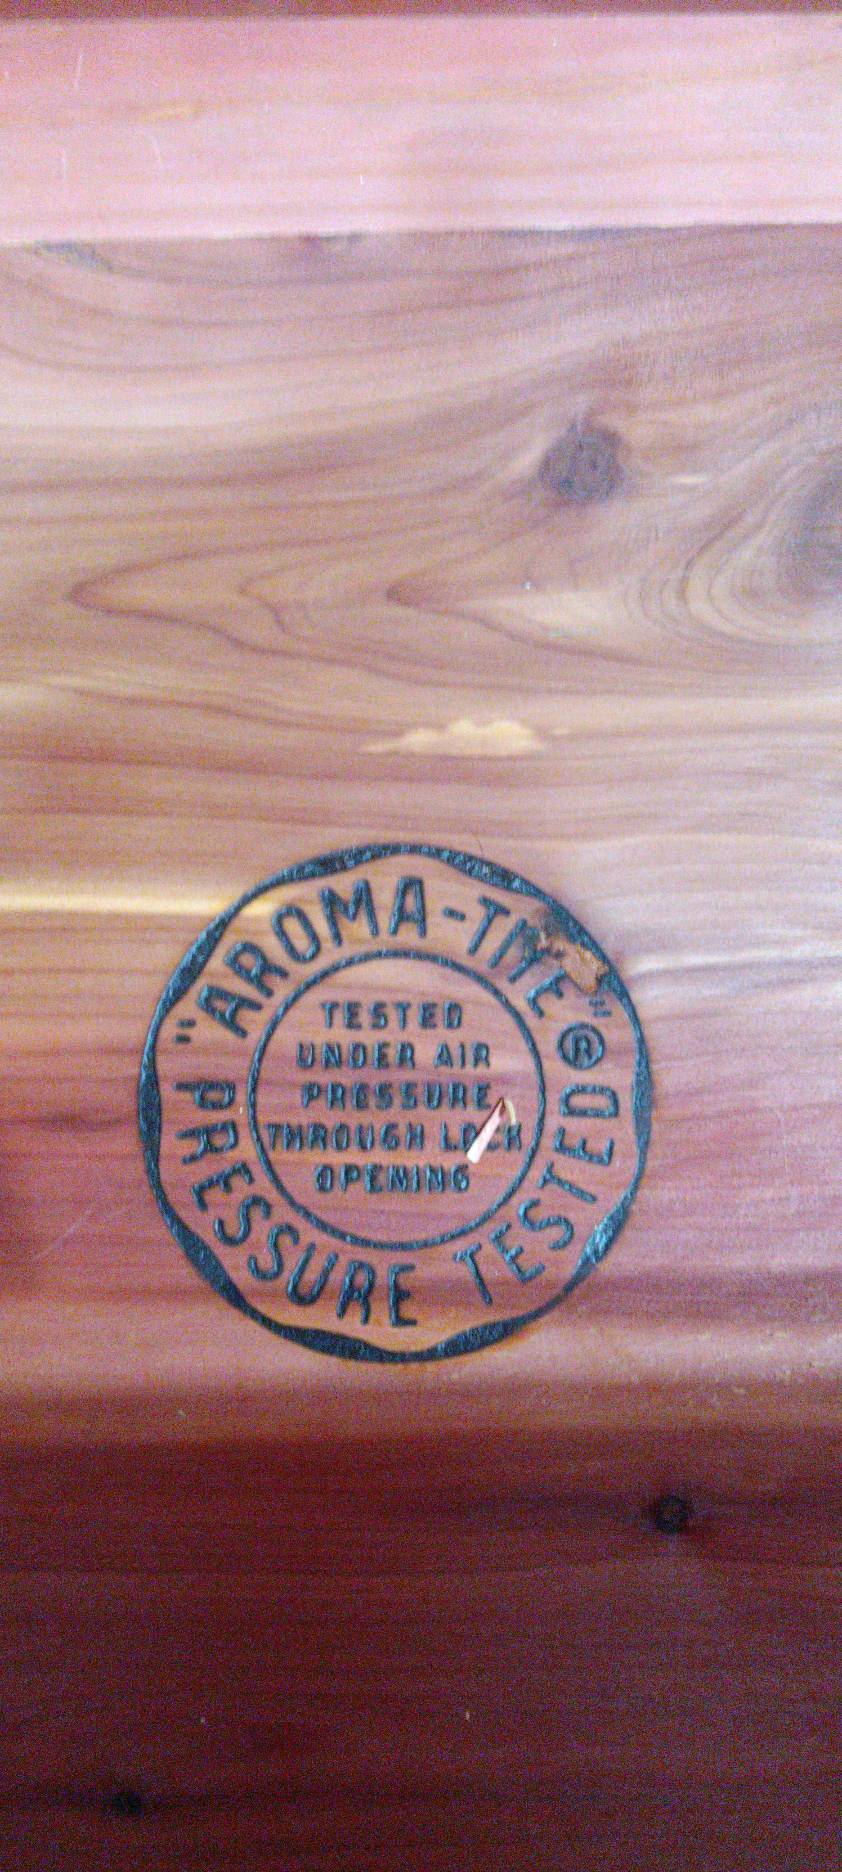 "AROMA-TITE"®
TESTED
UNDER AIR
PRESSURE
THROUGH LOCK
OPENING
PRESSURE TESTED